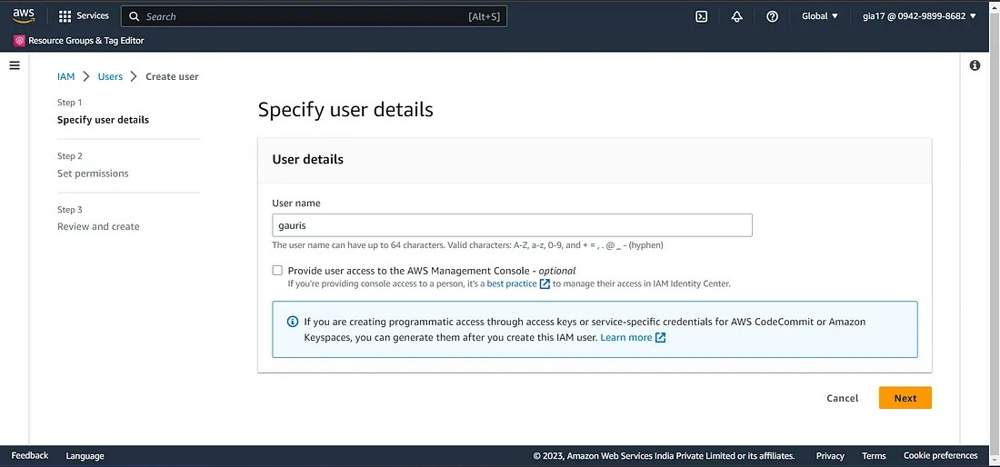 aws
Services
Search
[Alt+S]
Global
gia17 @ 0942-9899-8682
Resource Groups & Tag Editor
IAM > Users > Create user
Step 1
Specify user details
Step 2
Set permissions
Step 3
Review and create
Specify user details
User details
User name
gauris
The user name can have up to 64 characters. Valid characters: A-Z, a-z, 0-9, and + = , . @ _ - (hyphen)
Provide user access to the AWS Management Console - optional
If you're providing console access to a person, it's a best practice to manage their access in IAM Identity Center.
If you are creating programmatic access through access keys or service-specific credentials for AWS CodeCommit or Amazon
Keyspaces, you can generate them after you create this IAM user. Learn more
Cancel
Next
Feedback
Language
© 2023, Amazon Web Services India Private Limited or its affiliates.
Privacy
Terms
Cookie preferences